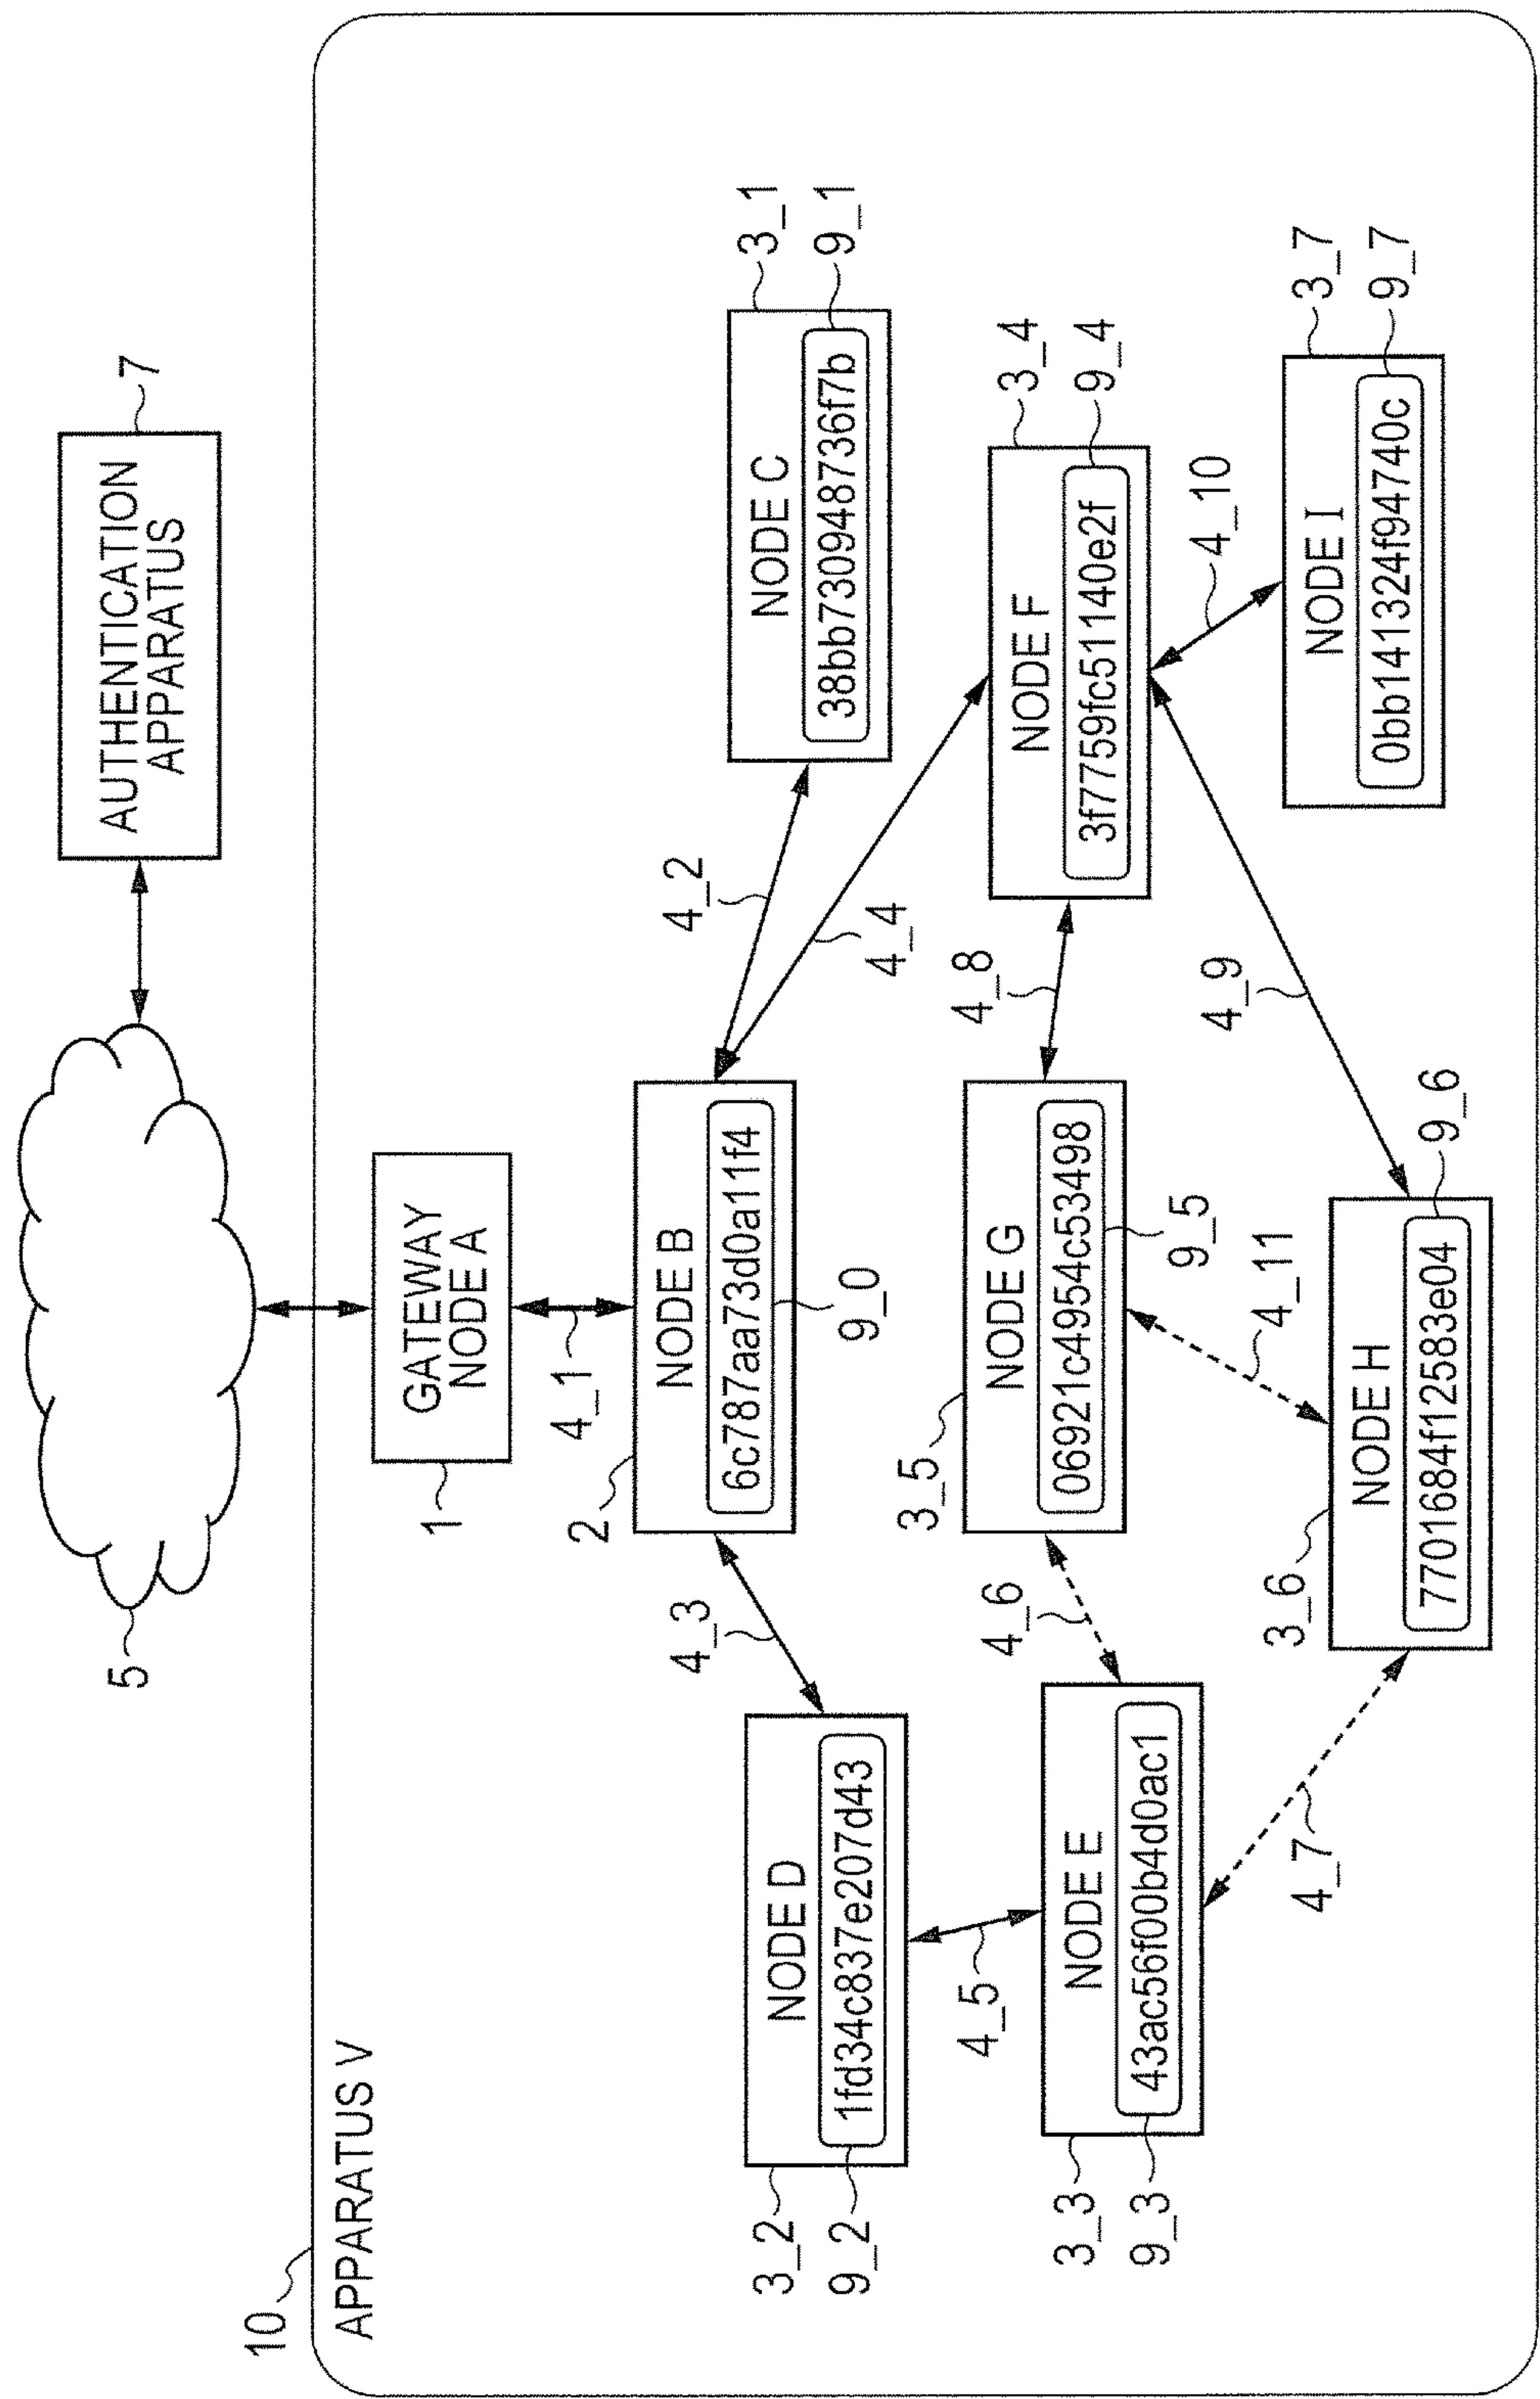 5
AUTHENTICATION
APPARATUS
7
10
APPARATUS V
1
GATEWAY
NODE A
4_1
2
NODE B
6c787aa73d0a11f4
9_0
4_3
4_2
4_4
3_2
NODE D
1fd34c837e207d43
9_2
NODE C
38bb730948736f7b
3_1
9_1
4_5
4_6
3_5
NODE G
06921c4954c53498
9_5
4_8
NODE F
3f7759fc51140e2f
3_4
9_4
3_3
NODE E
43ac56f00b4d0ac1
9_3
4_7
4_11
4_9
4_10
3_6
NODE H
7701684f12583e04
9_6
NODE I
0bb141324f94740c
3_7
9_7